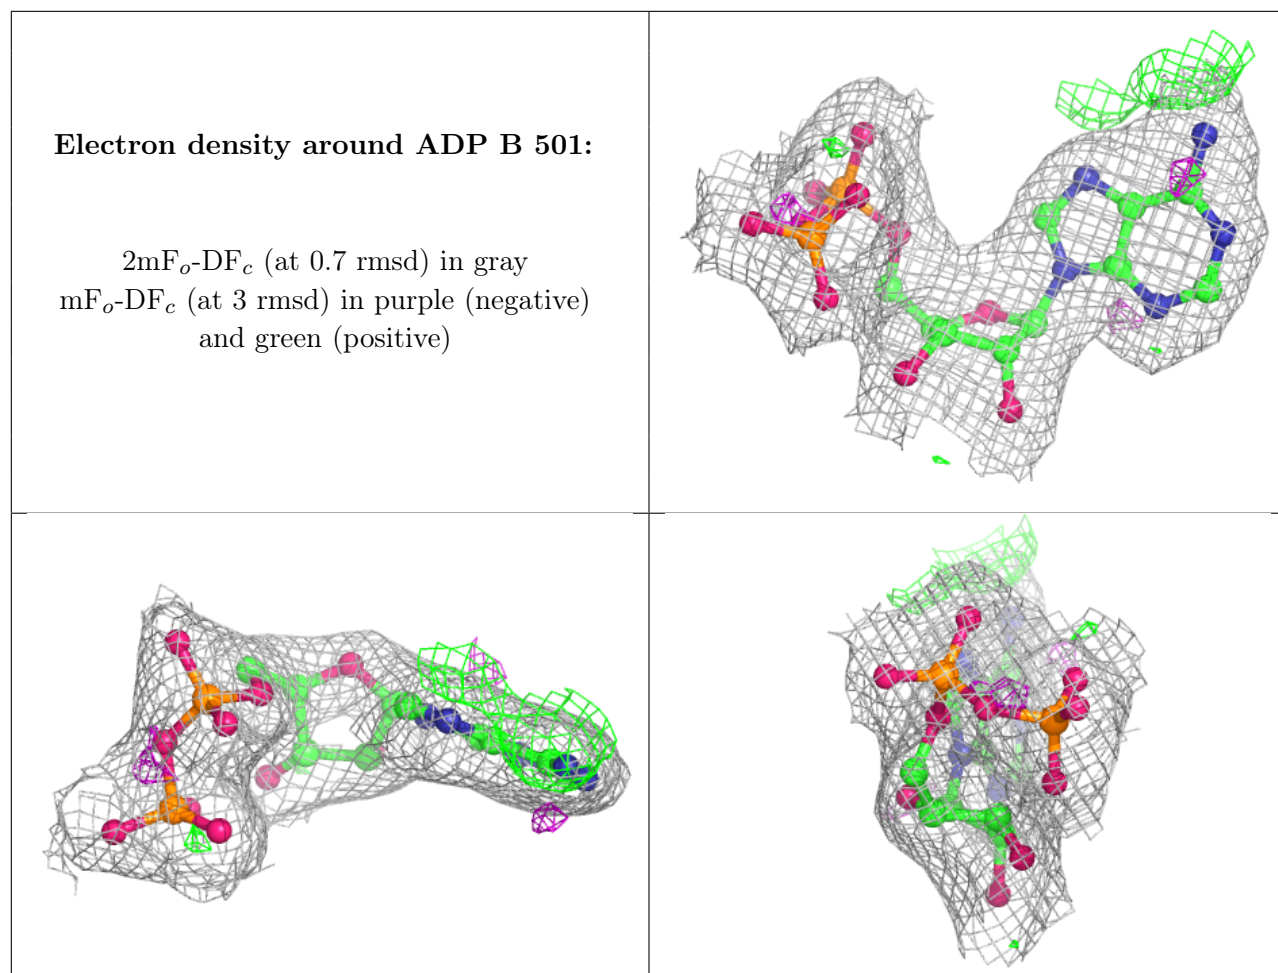 Electron density around ADP B 501:
2mFo-DFc (at 0.7 rmsd) in gray
mFo-DFc (at 3 rmsd) in purple (negative)
and green (positive)